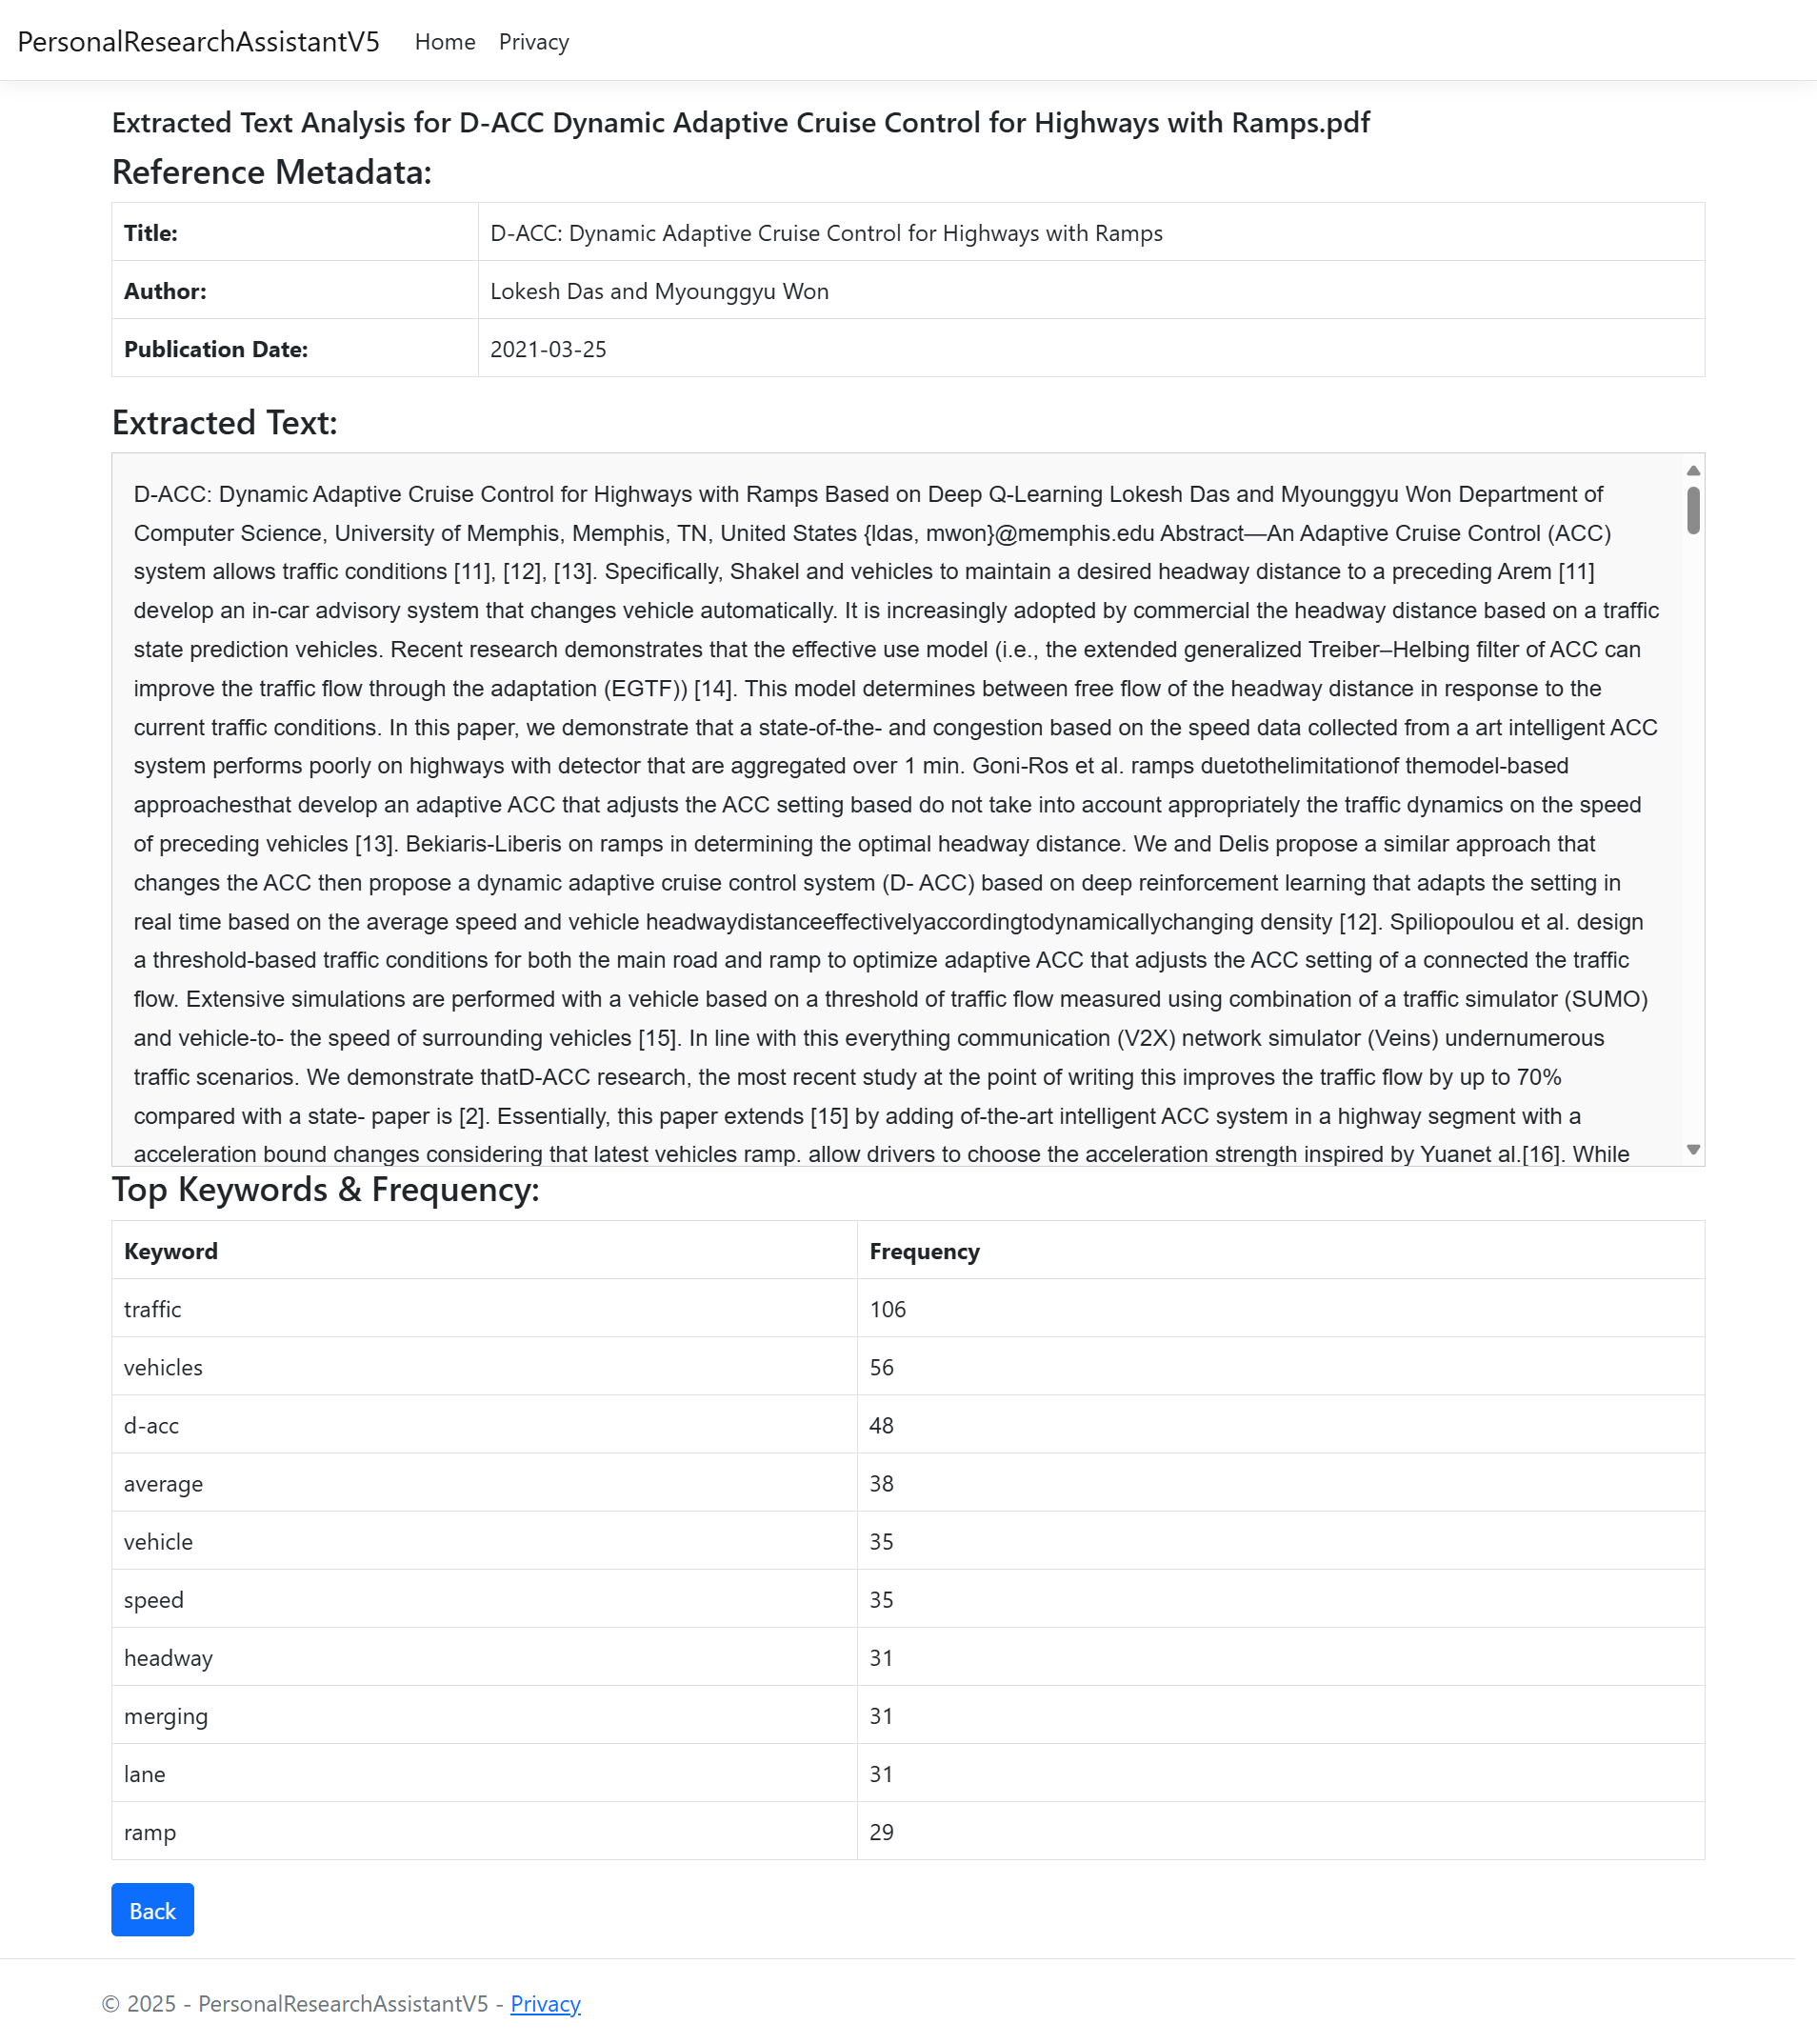 PersonalResearchAssistantV5 Home Privacy
Extracted Text Analysis for D-ACC Dynamic Adaptive Cruise Control for Highways with Ramps.pdf
Reference Metadata:
Title: D-ACC: Dynamic Adaptive Cruise Control for Highways with Ramps
Author: Lokesh Das and Myounggyu Won
Publication Date: 2021-03-25
Extracted Text:
D-ACC: Dynamic Adaptive Cruise Control for Highways with Ramps Based on Deep Q-Learning Lokesh Das and Myounggyu Won Department of
Computer Science, University of Memphis, Memphis, TN, United States {ldas, mwon}@memphis.edu Abstract—An Adaptive Cruise Control (ACC)
system allows traffic conditions [11], [12], [13]. Specifically, Shakel and vehicles to maintain a desired headway distance to a preceding Arem [11]
develop an in-car advisory system that changes vehicle automatically. It is increasingly adopted by commercial the headway distance based on a traffic
state prediction vehicles. Recent research demonstrates that the effective use model (i.e., the extended generalized Treiber–Helbing filter of ACC can
improve the traffic flow through the adaptation (EGTF)) [14]. This model determines between free flow of the headway distance in response to the
current traffic conditions. In this paper, we demonstrate that a state-of-the- and congestion based on the speed data collected from a art intelligent ACC
system performs poorly on highways with detector that are aggregated over 1 min. Goni-Ros et al. ramps duetothelimitationof themodel-based
approachesthat develop an adaptive ACC that adjusts the ACC setting based do not take into account appropriately the traffic dynamics on the speed
of preceding vehicles [13]. Bekiaris-Liberis on ramps in determining the optimal headway distance. We and Delis propose a similar approach that
changes the ACC then propose a dynamic adaptive cruise control system (D- ACC) based on deep reinforcement learning that adapts the setting in
real time based on the average speed and vehicle headwaydistanceeffectivelyaccordingtodynamicallychanging density [12]. Spiliopoulou et al. design
a threshold-based traffic conditions for both the main road and ramp to optimize adaptive ACC that adjusts the ACC setting of a connected the traffic
flow. Extensive simulations are performed with a vehicle based on a threshold of traffic flow measured using combination of a traffic simulator (SUMO)
and vehicle-to- the speed of surrounding vehicles [15]. In line with this everything communication (V2X) network simulator (Veins) undernumerous
traffic scenarios. We demonstrate thatD-ACC research, the most recent study at the point of writing this improves the traffic flow by up to 70%
compared with a state- paper is [2]. Essentially, this paper extends [15] by adding of-the-art intelligent ACC system in a highway segment with a
acceleration bound changes considering that latest vehicles ramp. allow drivers to choose the acceleration strength inspired by Yuanet al.[16]. While
Top Keywords & Frequency:
Keyword Frequency
traffic 106
vehicles 56
d-acc 48
average 38
vehicle 35
speed 35
headway 31
merging 31
lane 31
ramp 29
Back
© 2025 - PersonalResearchAssistantV5 - Privacy